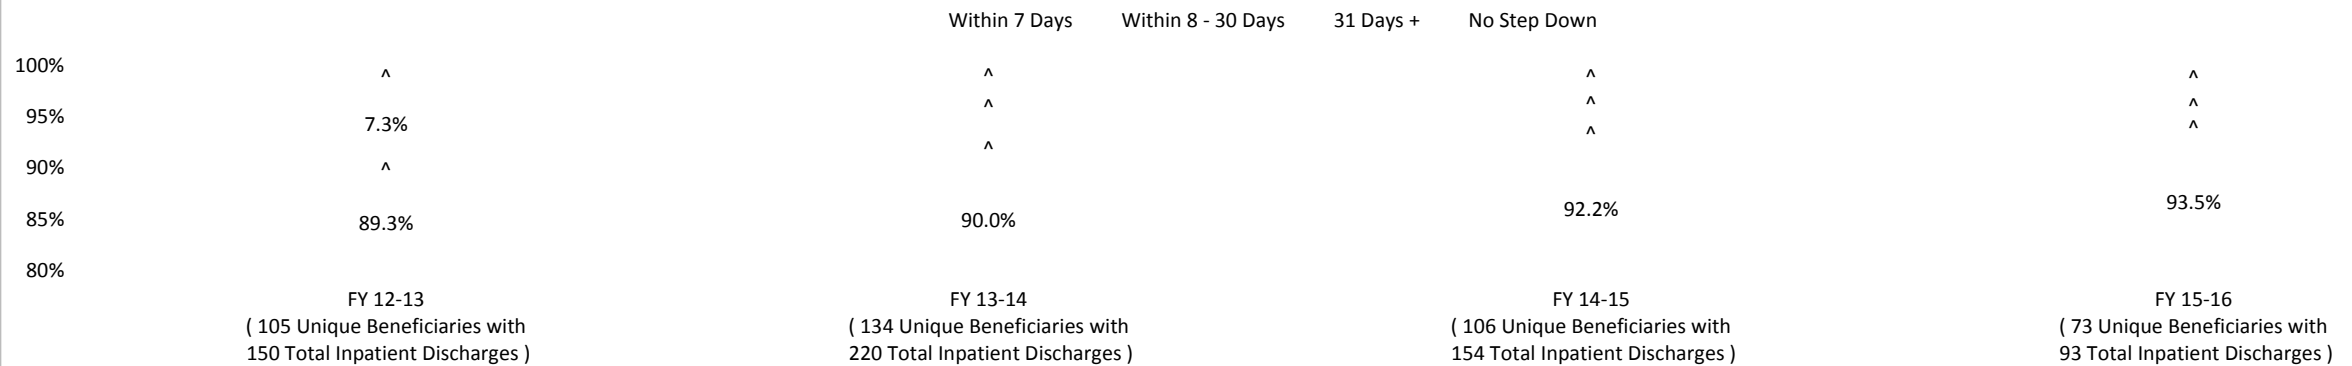 Within 7 Days Within 8 - 30 Days 31 Days + No Step Down
100%
^ ^ ^ ^
^ ^ ^
95%
7.3% ^ ^
^
90%
^
93.5%
92.2%
85%
89.3% 90.0%
80%
FY 12-13 FY 13-14 FY 14-15 FY 15-16
( 105 Unique Beneficiaries with ( 134 Unique Beneficiaries with ( 106 Unique Beneficiaries with ( 73 Unique Beneficiaries with
150 Total Inpatient Discharges ) 220 Total Inpatient Discharges ) 154 Total Inpatient Discharges ) 93 Total Inpatient Discharges )